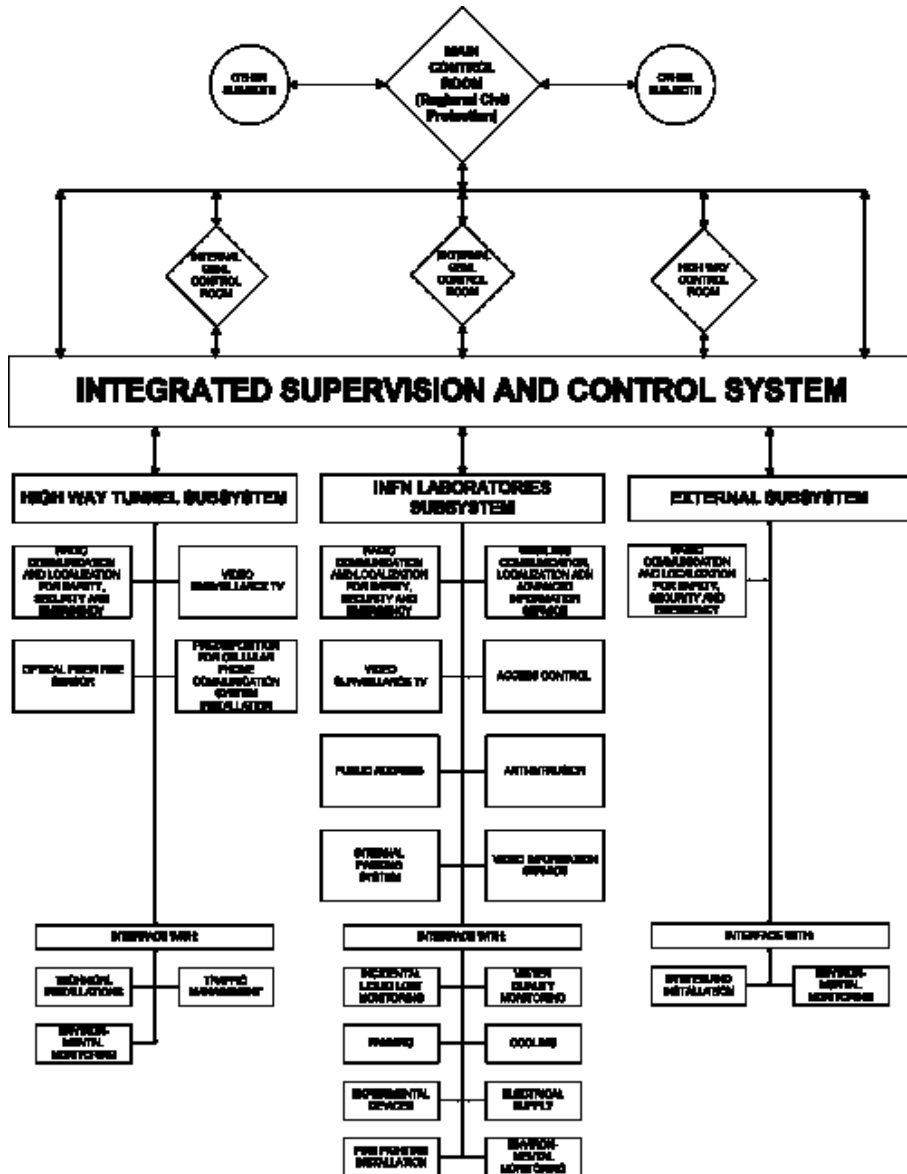 MAIN
CONTROL
ROOM
(Regional Civil
Protection)
OTHER
SUBJECTS
OTHER
SUBJECTS
INTERNAL
CONTROL
ROOM
EXTERNAL
CONTROL
ROOM
HIGH WAY
CONTROL
ROOM
INTEGRATED SUPERVISION AND CONTROL SYSTEM
HIGH WAY TUNNEL SUBSYSTEM
INFN LABORATORIES
SUBSYSTEM
EXTERNAL SUBSYSTEM
RADIO
COMMUNICATION
AND LOCALIZATION
FOR SAFETY,
SECURITY AND
EMERGENCY
VIDEO
SURVEILLANCE TV
RADIO
COMMUNICATION
AND LOCALIZATION
FOR SAFETY,
SECURITY AND
EMERGENCY
WIRELESS
COMMUNICATION,
LOCALIZATION
ADVANCED
INFORMATION
SERVICE
RADIO
COMMUNICATION
AND LOCALIZATION
FOR SAFETY,
SECURITY AND
EMERGENCY
OPTICAL FIBER FIRE
SENSOR
PREDISPOSITION
FOR CELLULAR
PHONE
COMMUNICATION
SYSTEM
INSTALLATION
VIDEO
SURVEILLANCE TV
ACCESS CONTROL
PUBLIC ADDRESS
ANTIINTRUSION
INTERNAL
PARKING
SYSTEM
VIDEO INFORMATION
SERVICE
INTERFACE WITH:
INTERFACE WITH:
INTERFACE WITH:
TECHNICAL
INSTALLATIONS
TRAFFIC
MANAGEMENT
ENVIRON-
MENTAL
MONITORING
INCIDENTAL
LIQUID LOSS
MONITORING
WATER
QUALITY
MONITORING
COOLING
EXPERIMENTAL
DEVICES
ELECTRICAL
SUPPLY
FIRE FIGHTING
INSTALLATION
ENVIRON-
MENTAL
MONITORING
INSTALLATION
ENVIRON-
MENTAL
MONITORING